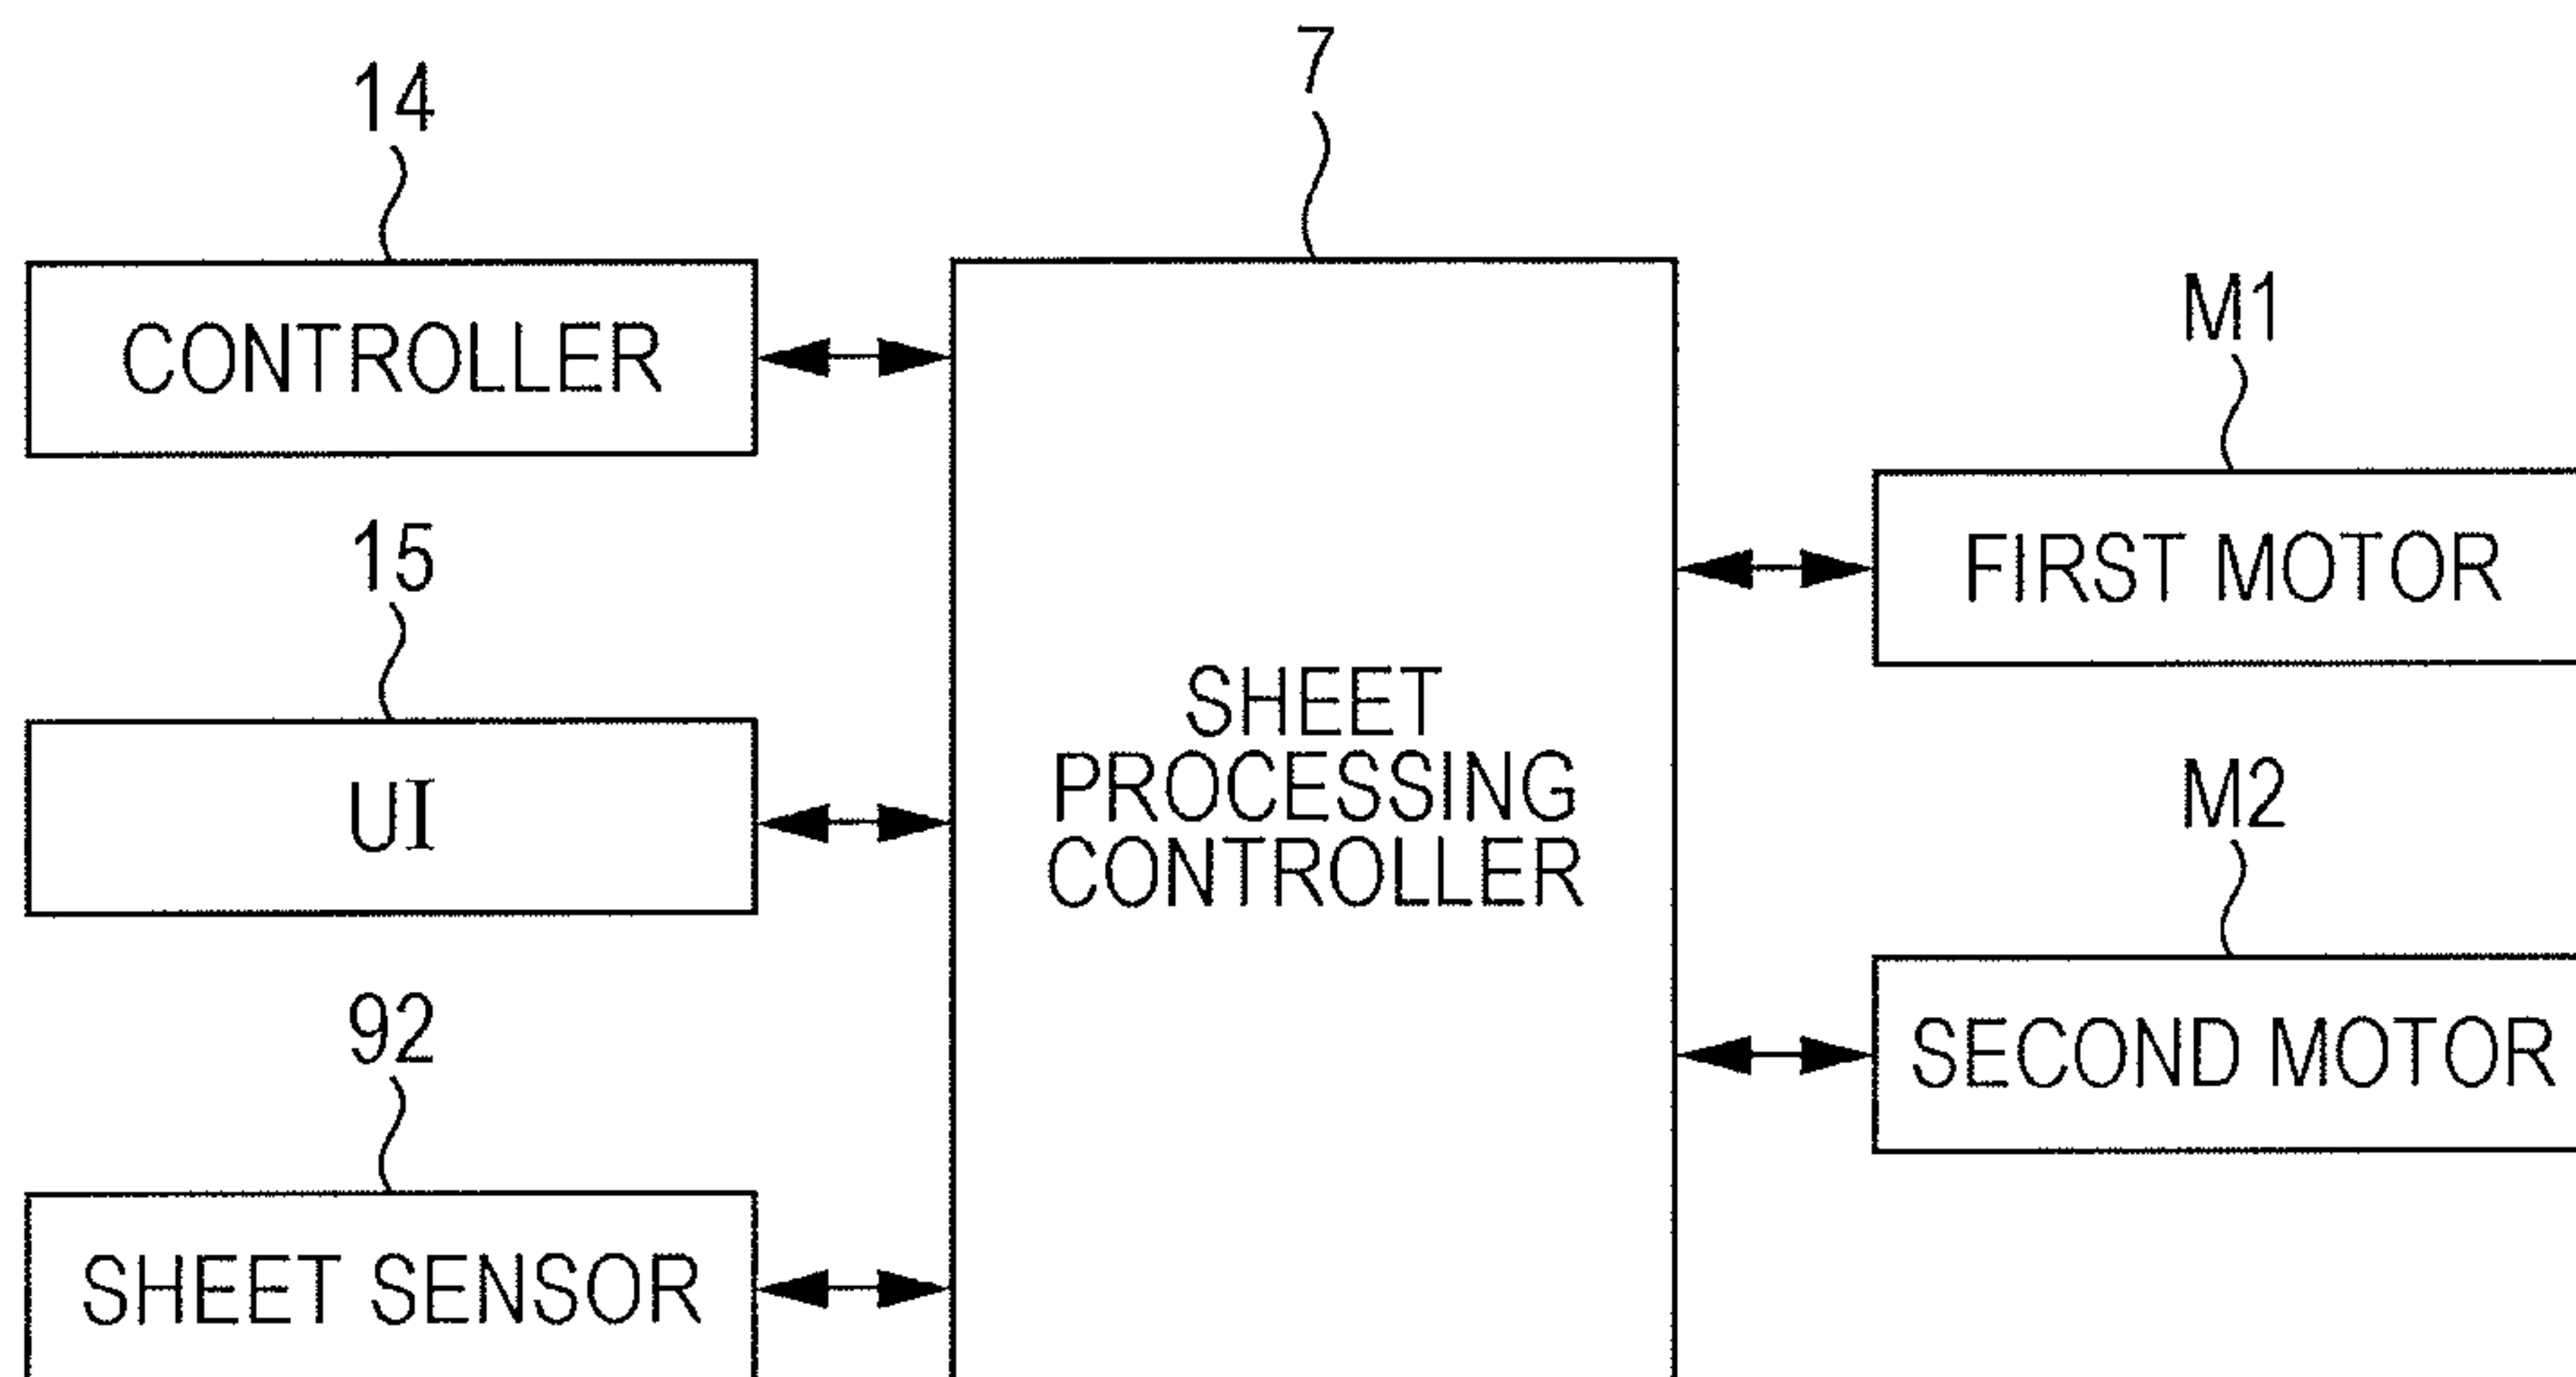 14
CONTROLLER
15
UI
92
SHEET SENSOR
7
SHEET
PROCESSING
CONTROLLER
M1
FIRST MOTOR
M2
SECOND MOTOR